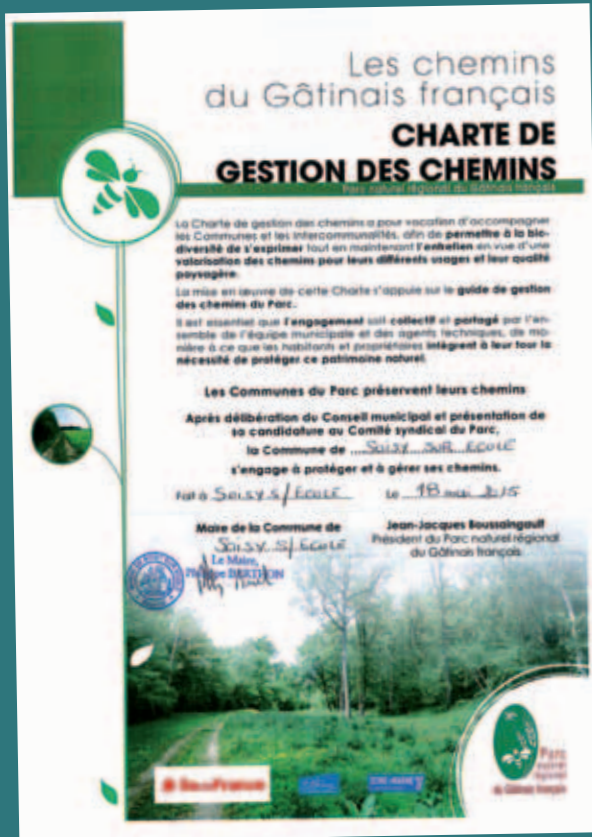 Les chemins
du Gâtinais français
CHARTE DE
GESTION DES CHEMINS
Parc naturel régional du Gâtinais français
La Charte de gestion des chemins a pour vocation d'accompagner
les Communes et les Intercommunalités, afin de permettre à la bio-
diversité de s'exprimer tout en maintenant l'entretien en vue d'une
valorisation des chemins pour leurs différents usages et leur qualité
paysagère.
La mise en œuvre de cette Charte s'appuie sur le guide de gestion
des chemins du Parc.
Il est essentiel que l'engagement soit collectif et partagé par l'en-
semble de l'équipe municipale et des agents techniques, de ma-
nière à ce que les habitants et propriétaires intègrent à leur tour la
nécessité de protéger ce patrimoine naturel.
Les Communes du Parc préservent leurs chemins
Après délibération du Conseil municipal et présentation de
sa candidature au Comité syndical du Parc,
la Commune de ... SOISY SUR ECOLE
s'engage à protéger et à gérer ses chemins.
Fait à SOISY S/ECOLE Le 18 mai 2015
Maire de la Commune de
SOISY S/ECOLE
Le Maire,
Philippe BERTHON
Jean-Jacques Boussaingault
Président du Parc naturel régional
du Gâtinais français
îledeFrance
Parc
naturel
régional
du Gâtinais français